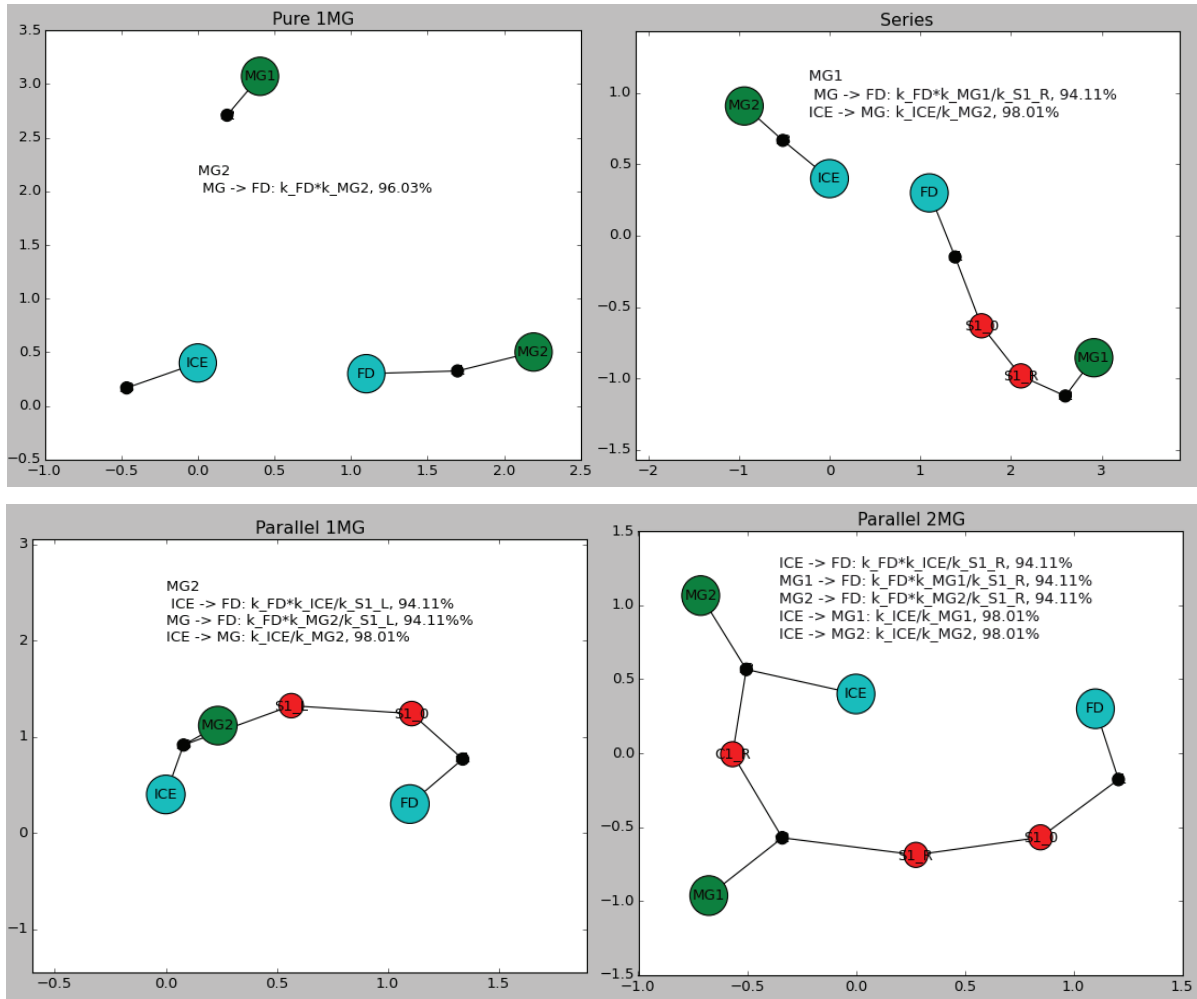 Pure 1MG
3.5
3.0
2.5
2.0
1.5
1.0
0.5
0.0
−0.5
−1.0 −0.5 0.0 0.5 1.0 1.5 2.0 2.5
MG1
MG2
MG -> FD: k_FD*k_MG2, 96.03%
ICE
FD
MG2
Series
1.0
0.5
0.0
−0.5
−1.0
−1.5
−2 −1 0 1 2 3
MG1
MG -> FD: k_FD*k_MG1/k_S1_R, 94.11%
ICE -> MG: k_ICE/k_MG2, 98.01%
MG2
ICE
FD
S1_0
S1_R
MG1
Parallel 1MG
3
2
1
0
−1
−0.5 0.0 0.5 1.0 1.5
MG2
ICE -> FD: k_FD*k_ICE/k_S1_L, 94.11%
MG -> FD: k_FD*k_MG2/k_S1_L, 94.11%%
ICE -> MG: k_ICE/k_MG2, 98.01%
S1_L
S1_0
MG2
ICE
FD
Parallel 2MG
1.5
1.0
0.5
0.0
−0.5
−1.0
−1.5
−1.0 −0.5 0.0 0.5 1.0 1.5
ICE -> FD: k_FD*k_ICE/k_S1_R, 94.11%
MG1 -> FD: k_FD*k_MG1/k_S1_R, 94.11%
MG2 -> FD: k_FD*k_MG2/k_S1_R, 94.11%
ICE -> MG1: k_ICE/k_MG1, 98.01%
ICE -> MG2: k_ICE/k_MG2, 98.01%
MG2
ICE
FD
C1_R
S1_R
S1_0
MG1